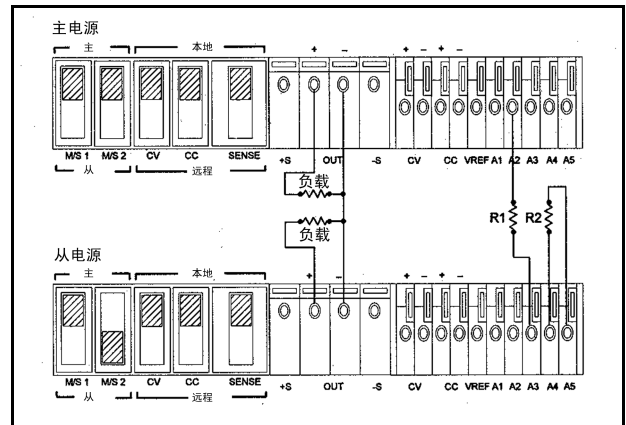 主电源
主 本地
+ − + − + −
M/S 1 M/S 2 CV CC SENSE +S OUT -S CV CC VREF A1 A2 A3 A4 A5
从 远程
负载
R1 R2
负载
从电源
主 本地
+ − + − + −
M/S 1 M/S 2 CV CC SENSE +S OUT -S CV CC VREF A1 A2 A3 A4 A5
从 远程